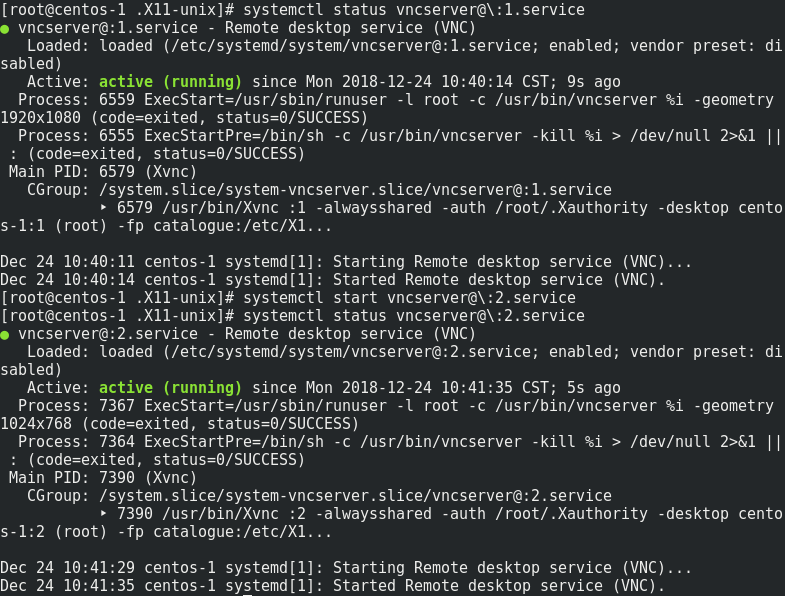 [root@centos-1 .X11-unix]# systemctl status vncserver@\:1.service
● vncserver@:1.service - Remote desktop service (VNC)
   Loaded: loaded (/etc/systemd/system/vncserver@:1.service; enabled; vendor preset: di
sabled)
   Active: active (running) since Mon 2018-12-24 10:40:14 CST; 9s ago
  Process: 6559 ExecStart=/usr/sbin/runuser -l root -c /usr/bin/vncserver %i -geometry
1920x1080 (code=exited, status=0/SUCCESS)
  Process: 6555 ExecStartPre=/bin/sh -c /usr/bin/vncserver -kill %i > /dev/null 2>&1 ||
 : (code=exited, status=0/SUCCESS)
 Main PID: 6579 (Xvnc)
   CGroup: /system.slice/system-vncserver.slice/vncserver@:1.service
           ‣ 6579 /usr/bin/Xvnc :1 -alwaysshared -auth /root/.Xauthority -desktop cento
s-1:1 (root) -fp catalogue:/etc/X1...

Dec 24 10:40:11 centos-1 systemd[1]: Starting Remote desktop service (VNC)...
Dec 24 10:40:14 centos-1 systemd[1]: Started Remote desktop service (VNC).
[root@centos-1 .X11-unix]# systemctl start vncserver@\:2.service
[root@centos-1 .X11-unix]# systemctl status vncserver@\:2.service
● vncserver@:2.service - Remote desktop service (VNC)
   Loaded: loaded (/etc/systemd/system/vncserver@:2.service; enabled; vendor preset: di
sabled)
   Active: active (running) since Mon 2018-12-24 10:41:35 CST; 5s ago
  Process: 7367 ExecStart=/usr/sbin/runuser -l root -c /usr/bin/vncserver %i -geometry
1024x768 (code=exited, status=0/SUCCESS)
  Process: 7364 ExecStartPre=/bin/sh -c /usr/bin/vncserver -kill %i > /dev/null 2>&1 ||
 : (code=exited, status=0/SUCCESS)
 Main PID: 7390 (Xvnc)
   CGroup: /system.slice/system-vncserver.slice/vncserver@:2.service
           ‣ 7390 /usr/bin/Xvnc :2 -alwaysshared -auth /root/.Xauthority -desktop cento
s-1:2 (root) -fp catalogue:/etc/X1...

Dec 24 10:41:29 centos-1 systemd[1]: Starting Remote desktop service (VNC)...
Dec 24 10:41:35 centos-1 systemd[1]: Started Remote desktop service (VNC).